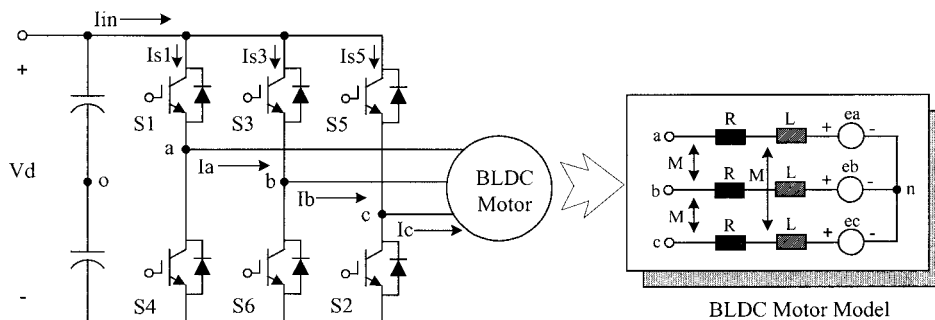 Iin
+
Is1
Is3
Is5
S1
S3
S5
Vd
o
a
Ia
b
Ib
c
Ic
BLDC
Motor
-
S4
S6
S2
R
L
+
ea
-
a
M
M
R
L
+
eb
-
b
n
M
R
L
+
ec
-
c
BLDC Motor Model